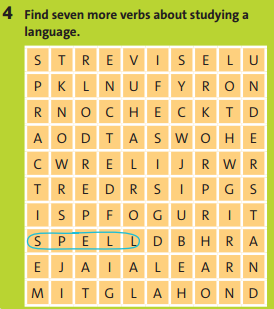 4 Find seven more verbs about studying a
language.
S T R E V I S E L U
P K L N U F Y R O N
R N O C H E C K T D
A O D T A S W O H E
C W R E L I J R W R
T R E D R S I P G S
I S P F O G U R I T
S P E L L D B H R A
E J A I A L E A R N
M I T G L A H O N D